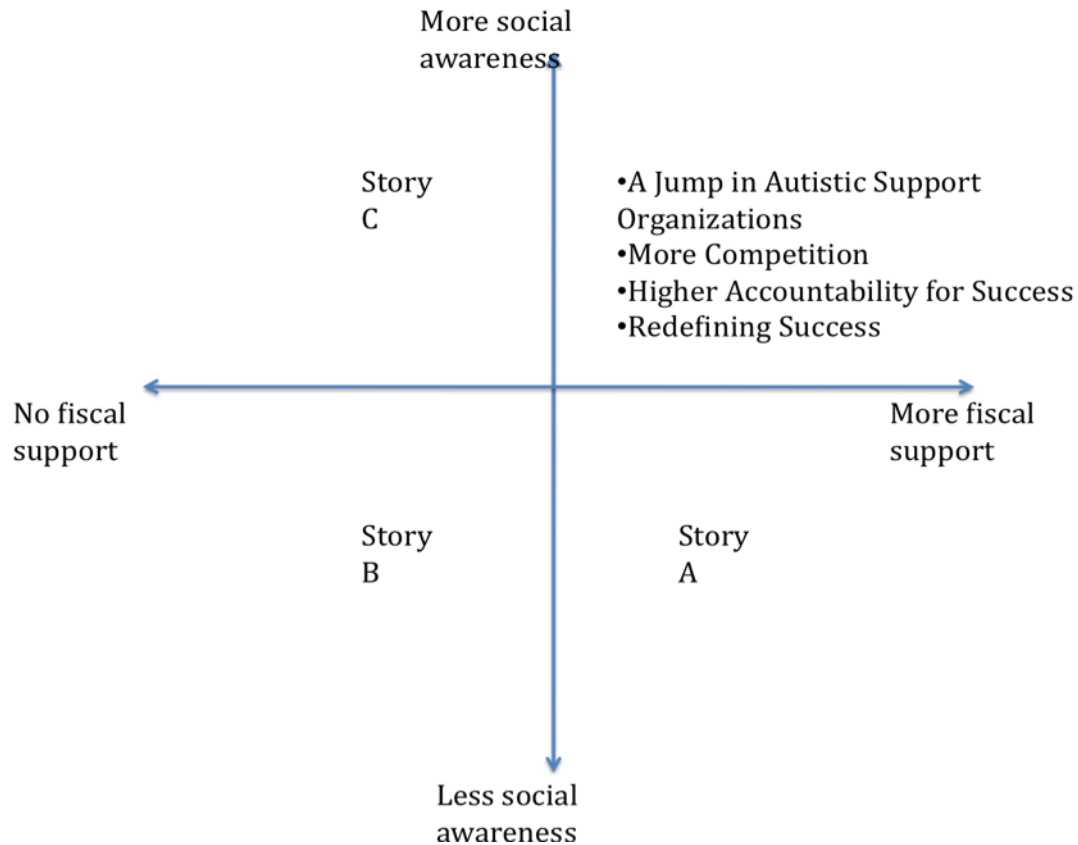 More social
awareness
Story
C
•A Jump in Autistic Support
Organizations
•More Competition
•Higher Accountability for Success
•Redefining Success
No fiscal
support
More fiscal
support
Story
B
Story
A
Less social
awareness